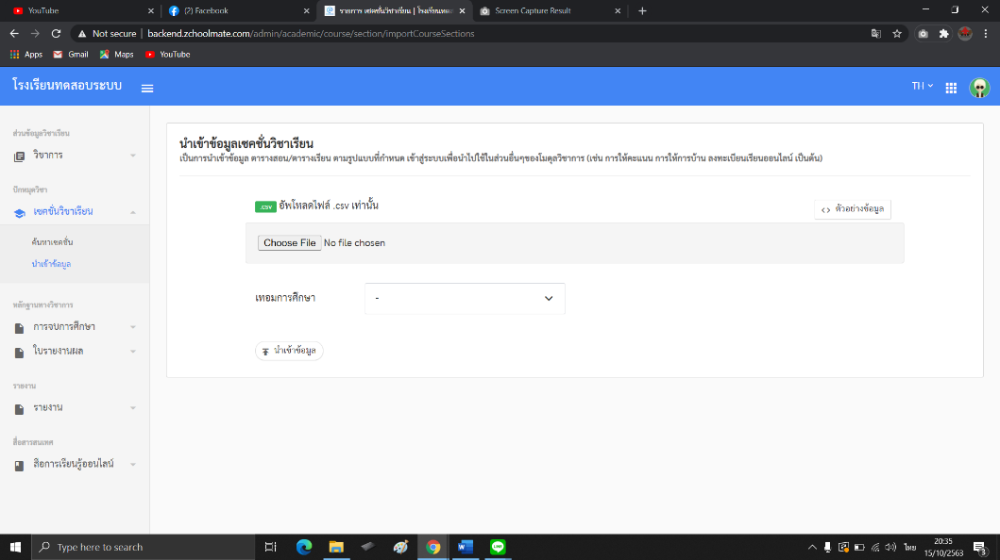 YouTube
(2) Facebook
รายการ เซคชั่นวิชาเรียน | โรงเรียนทด
Screen Capture Result
Not secure
backend.zchoolmate.com/admin/academic/course/section/importCourseSections
Apps
Gmail
Maps
YouTube
โรงเรียนทดสอบระบบ
TH
ส่วนข้อมูลวิชาเรียน
วิชาการ
ปักหมุดวิชา
เซคชั่นวิชาเรียน
ค้นหาเซคชั่น
นำเข้าข้อมูล
หลักฐานทางวิชาการ
การจบการศึกษา
ใบรายงานผล
รายงาน
รายงาน
สื่อสารสนเทศ
สื่อการเรียนรู้ออนไลน์
นำเข้าข้อมูลเซคชั่นวิชาเรียน
เป็นการนำเข้าข้อมูล ตารางสอน/ตารางเรียน ตามรูปแบบที่กำหนด เข้าสู่ระบบเพื่อนำไปใช้ในส่วนอื่นๆของโมดุลวิชาการ (เช่น การให้คะแนน การให้การบ้าน ลงทะเบียนเรียนออนไลน์ เป็นต้น)
.csv อัพโหลดไฟล์ .csv เท่านั้น
<> ตัวอย่างข้อมูล
Choose File No file chosen
เทอมการศึกษา
-
นำเข้าข้อมูล
Type here to search
ไทย
20:35
15/10/2563
3